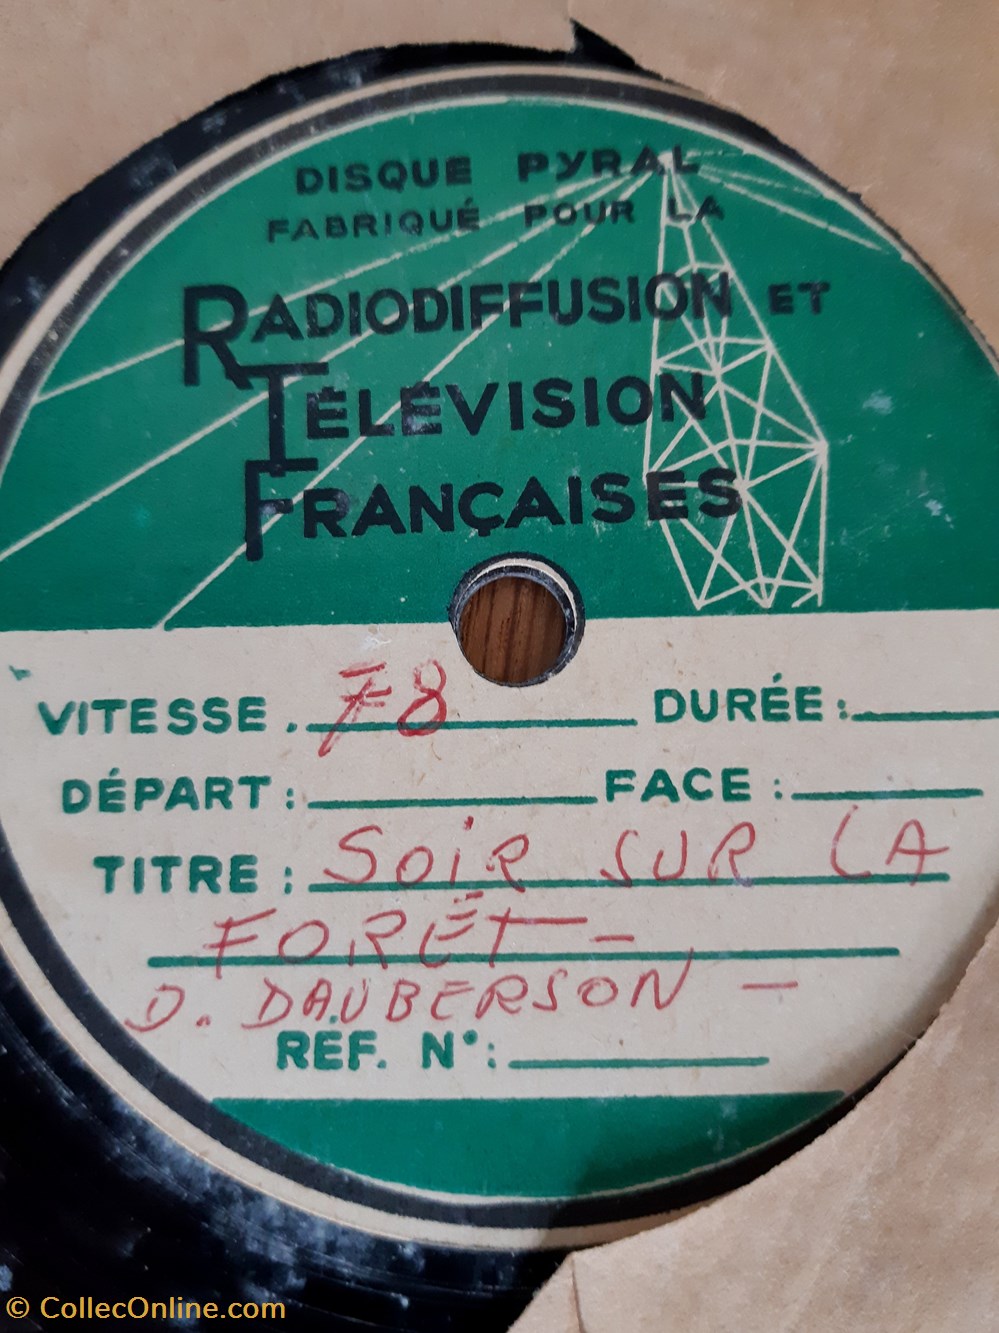 DISQUE PYRAL
FABRIQUÉ POUR LA
RADIODIFFUSION ET
TÉLÉVISION
FRANÇAISES
VITESSE . 78 DURÉE :
DÉPART : FACE :
TITRE : SOIR SUR LA
FORÊT -
D. DAUBERSON -
RÉF. N° :
© CollecOnline.com